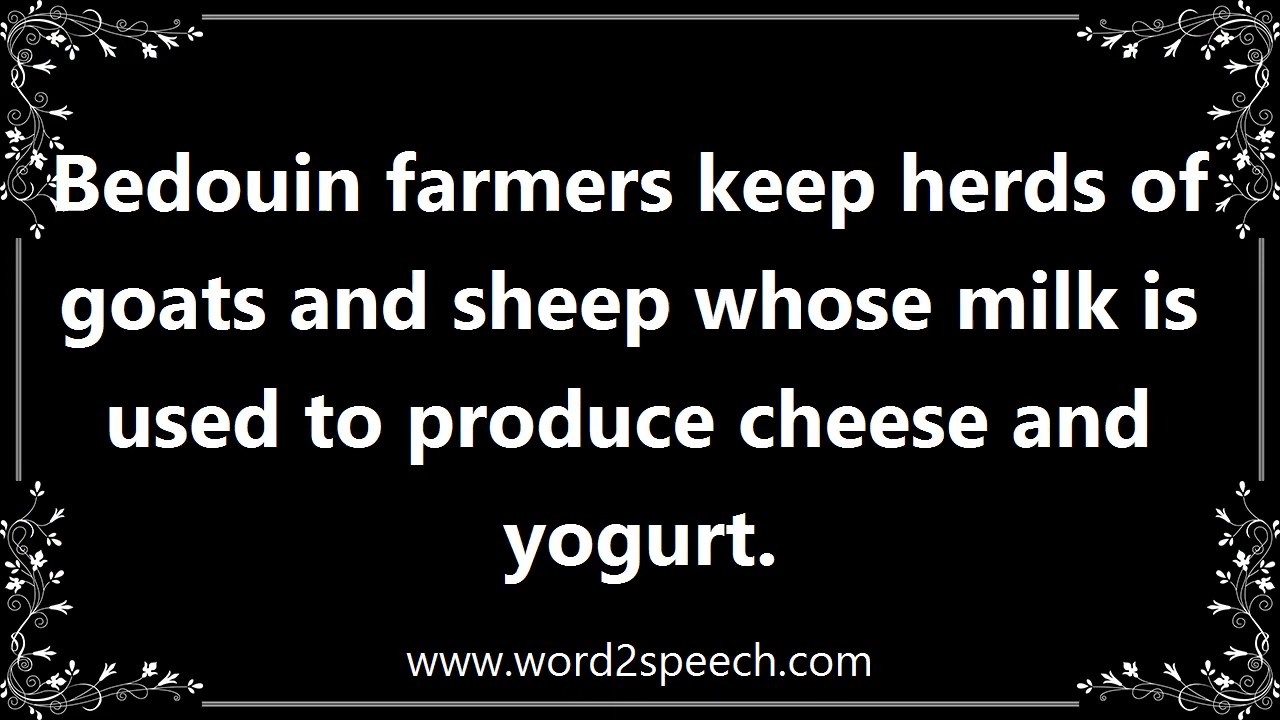 Bedouin farmers keep herds of
goats and sheep whose milk is
used to produce cheese and
yogurt.
www.word2speech.com